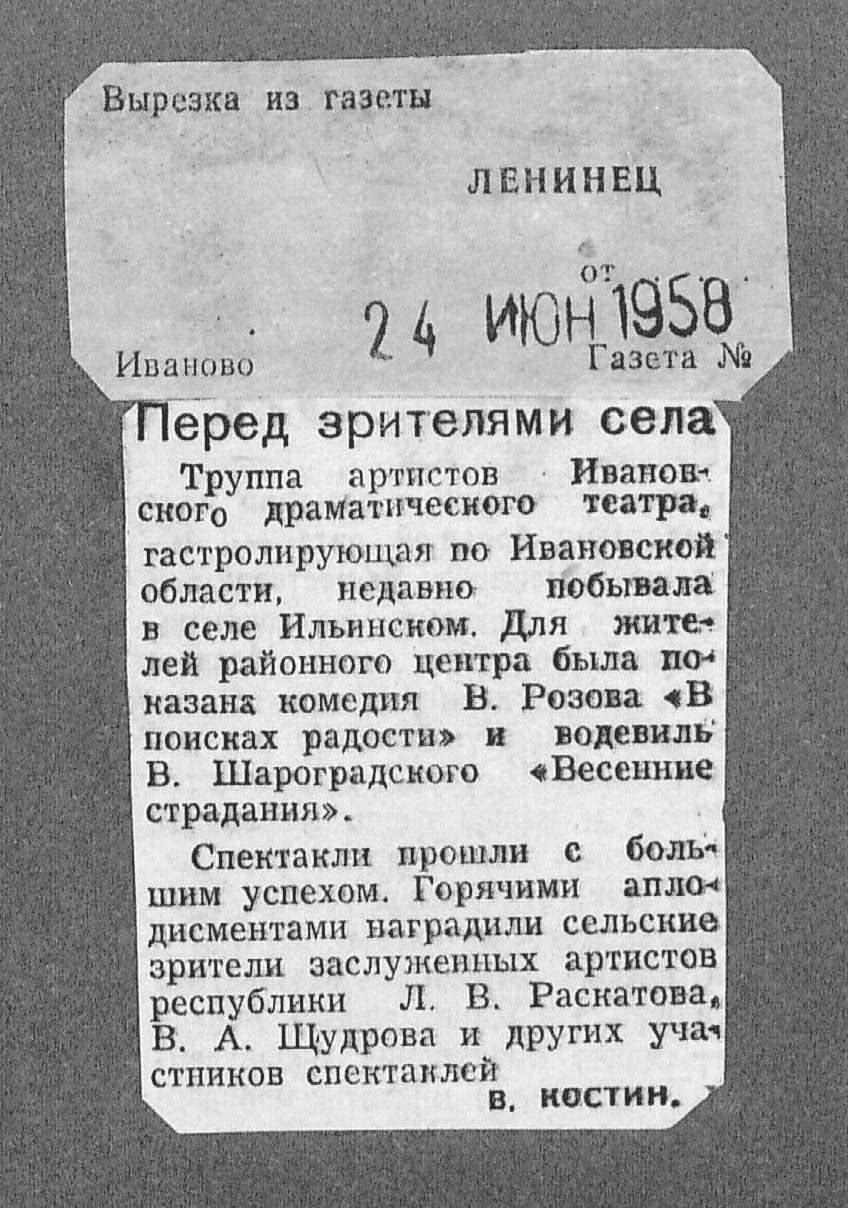 Вырезка из газеты
ЛЕНИНЕЦ
от
24 ИЮН 1958
Иваново
Газета №
Перед зрителями села
Труппа артистов Иванов-
ского драматического театра,
гастролирующая по Ивановской
области, недавно побывала
в селе Ильинском. Для жите-
лей районного центра была по-
казана комедия В. Розова «В
поисках радости» и водевиль
В. Шароградского «Весенние
страдания».
Спектакли прошли с боль-
шим успехом. Горячими апло-
дисментами наградили сельские
зрители заслуженных артистов
республики Л. В. Раскатова,
В. А. Щудрова и других уча-
стников спектаклей
В. КОСТИН.